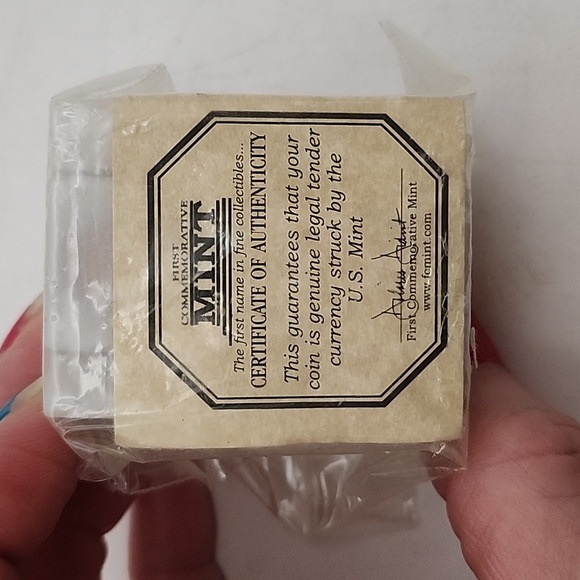 FIRST
COMMEMORATIVE
MINT
The first name in fine collectibles...
CERTIFICATE OF AUTHENTICITY
This guarantees that your
coin is genuine legal tender
currency struck by the
U.S. Mint
First Commemorative Mint
www.fcmint.com